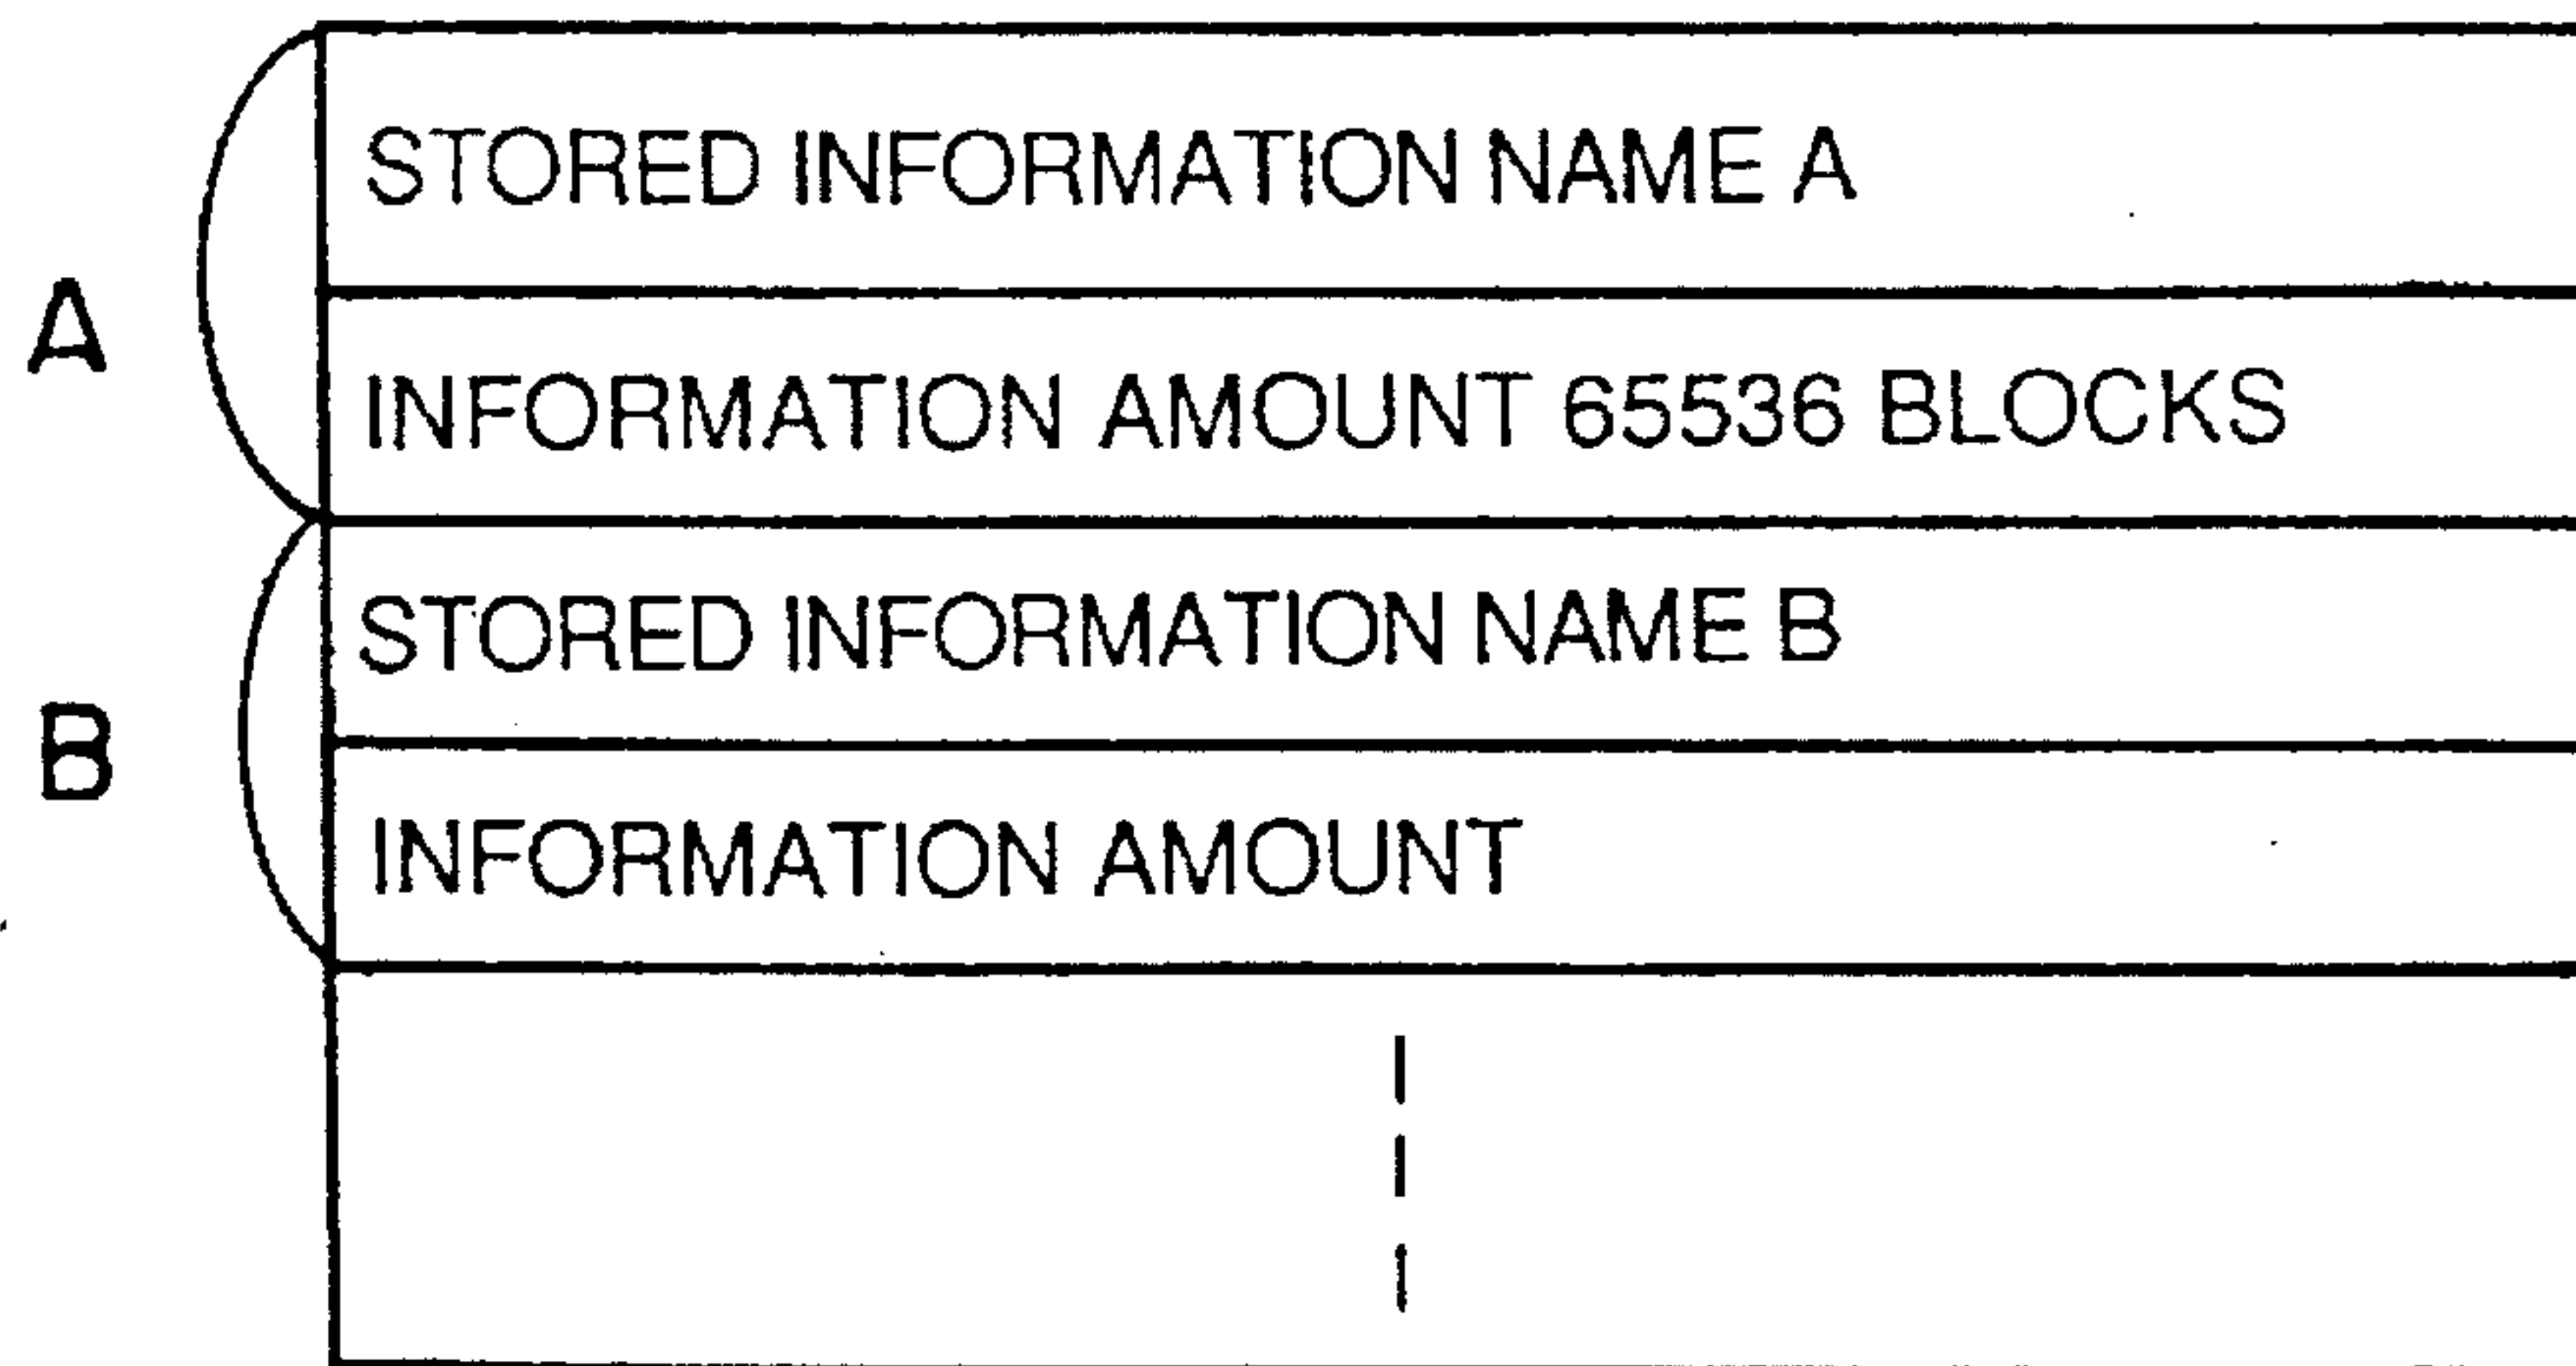 A
STORED INFORMATION NAME A
INFORMATION AMOUNT 65536 BLOCKS
B
STORED INFORMATION NAME B
INFORMATION AMOUNT